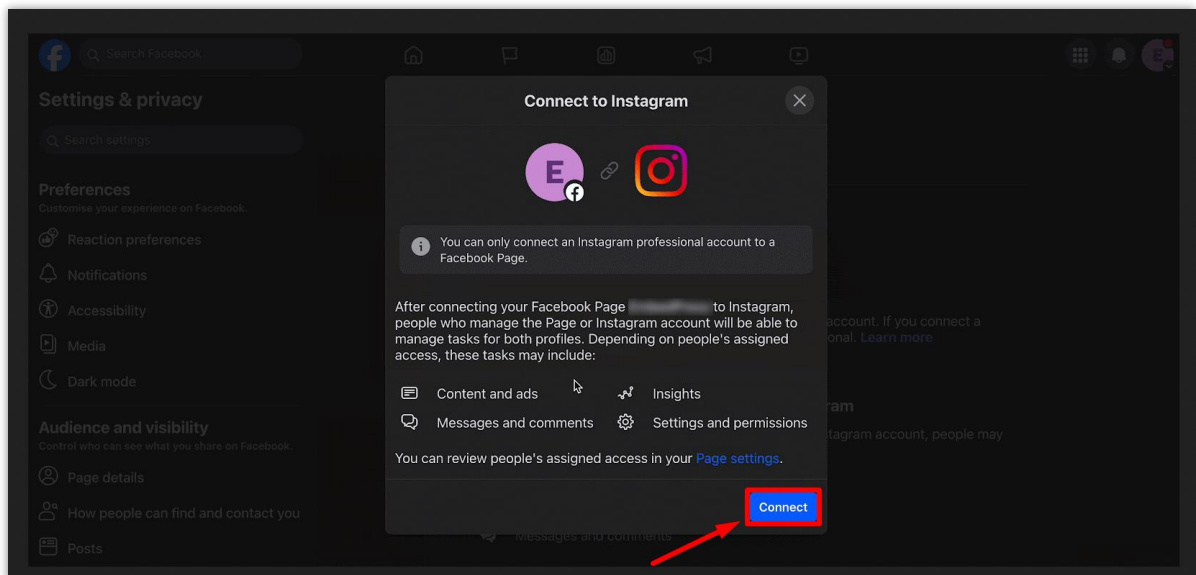 Search Facebook
E
Settings & privacy
Search settings
Preferences
Customise your experience on Facebook.
Reaction preferences
Notifications
Accessibility
Media
Dark mode
Audience and visibility
Control who can see what you share on Facebook.
Page details
How people can find and contact you
Posts
Connect to Instagram
E
You can only connect an Instagram professional account to a
Facebook Page.
After connecting your Facebook Page to Instagram,
people who manage the Page or Instagram account will be able to
manage tasks for both profiles. Depending on people's assigned
access, these tasks may include:
Content and ads
Insights
Messages and comments
Settings and permissions
You can review people's assigned access in your Page settings.
Connect
account. If you connect a
onal. Learn more
ram
tagram account, people may
Messages and comments